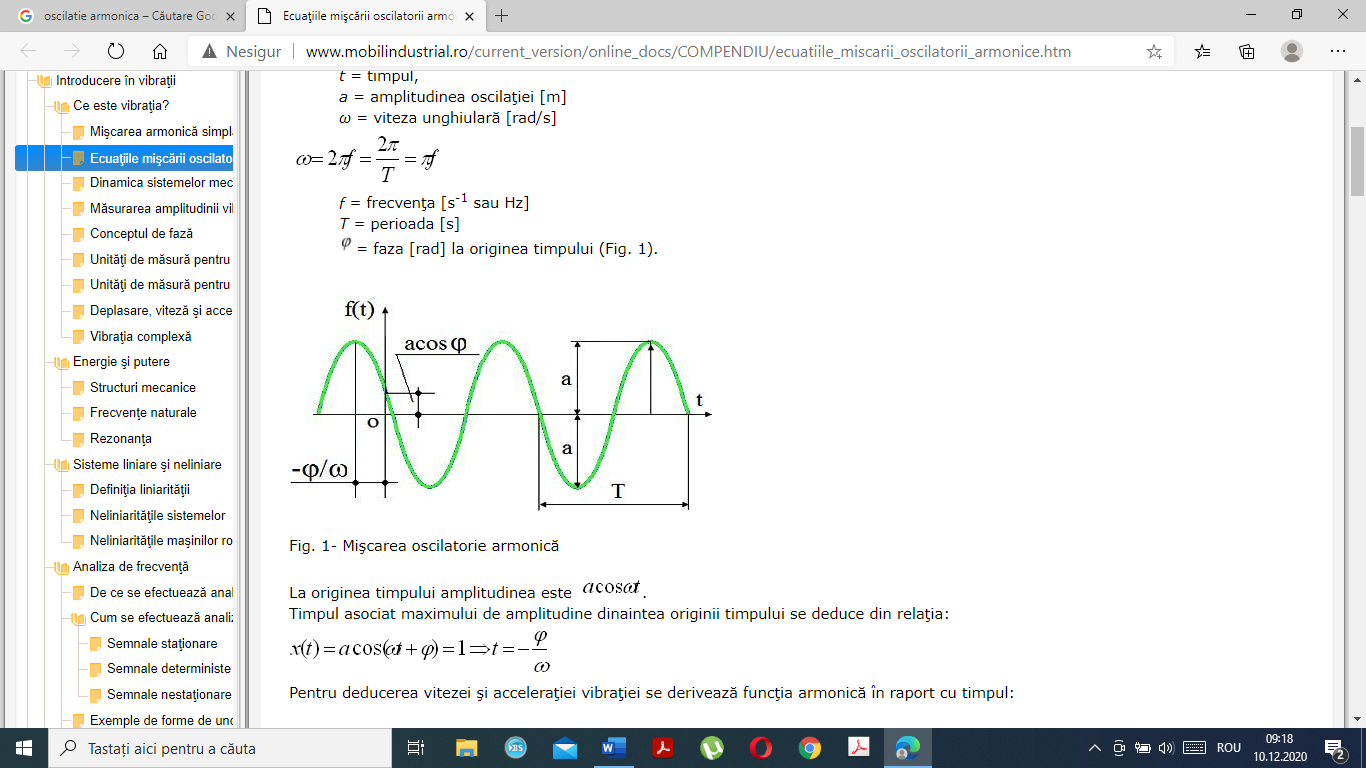 oscilatie armonica – Căutare Goo
Ecuaţiile mişcării oscilatorii armo
Nesigur
www.mobilindustrial.ro/current_version/online_docs/COMPENDIU/ecuatiile_miscarii_oscilatorii_armonice.htm
Introducere în vibraţii
Ce este vibraţia?
Mişcarea armonică simpl
Ecuaţiile mişcării oscilato
Dinamica sistemelor mec
Măsurarea amplitudinii vi
Conceptul de fază
Unităţi de măsură pentru
Unităţi de măsură pentru
Deplasare, viteză şi acce
Vibraţia complexă
Energie şi putere
Structuri mecanice
Frecvenţe naturale
Rezonanţa
Sisteme liniare şi neliniare
Definiţia liniarităţii
Neliniarităţile sistemelor
Neliniarităţile maşinilor ro
Analiza de frecvenţă
De ce se efectuează anal
Cum se efectuează analiz
Semnale staţionare
Semnale deterministe
Semnale nestaţionare
Exemple de forme de und
t = timpul,
a = amplitudinea oscilaţiei [m]
ω = viteza unghiulară [rad/s]
ω = 2πf = 2π/T = πf
f = frecvenţa [s⁻¹ sau Hz]
T = perioada [s]
φ = faza [rad] la originea timpului (Fig. 1).
f(t)
acos φ
a
t
o
a
-φ/ω
T
Fig. 1- Mişcarea oscilatorie armonică
La originea timpului amplitudinea este a cos ωt.
Timpul asociat maximului de amplitudine dinaintea originii timpului se deduce din relaţia:
x(t) = a cos(ωt + φ) = 1 ⇒ t = -φ/ω
Pentru deducerea vitezei şi acceleraţiei vibraţiei se derivează funcţia armonică în raport cu timpul:
Tastați aici pentru a căuta
ROU
09:18
10.12.2020
2